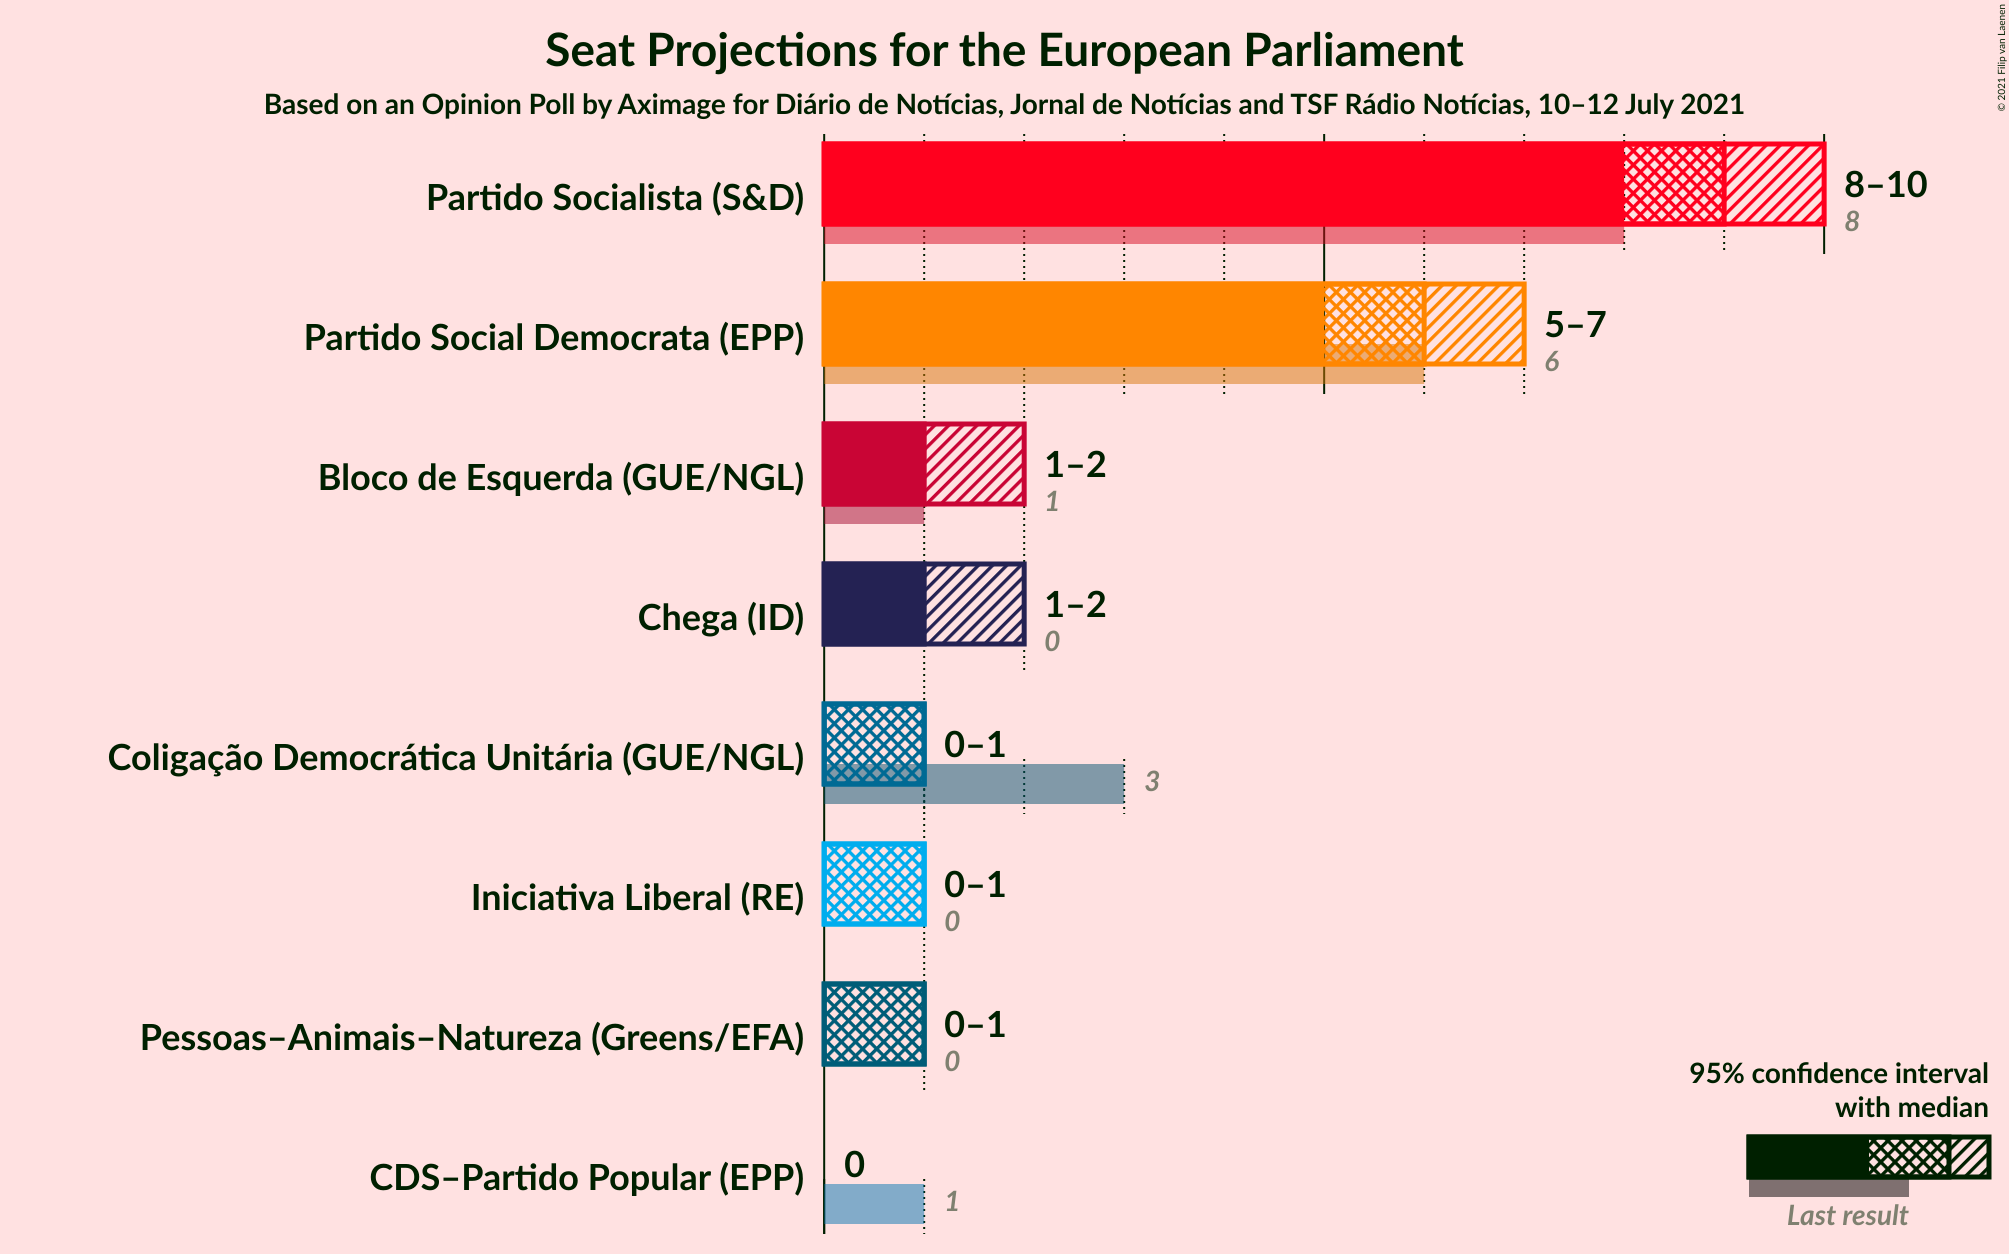 Seat Projections for the European Parliament
Based on an Opinion Poll by Aximage for Diário de Notícias, Jornal de Notícias and TSF Rádio Notícias, 10–12 July 2021
© 2021 Filip van Laenen
Partido Socialista (S&D)
8–10
8
Partido Social Democrata (EPP)
5–7
6
Bloco de Esquerda (GUE/NGL)
1–2
1
Chega (ID)
1–2
0
Coligação Democrática Unitária (GUE/NGL)
0–1
3
Iniciativa Liberal (RE)
0–1
0
Pessoas–Animais–Natureza (Greens/EFA)
0–1
0
CDS–Partido Popular (EPP)
0
1
95% confidence interval
with median
Last result